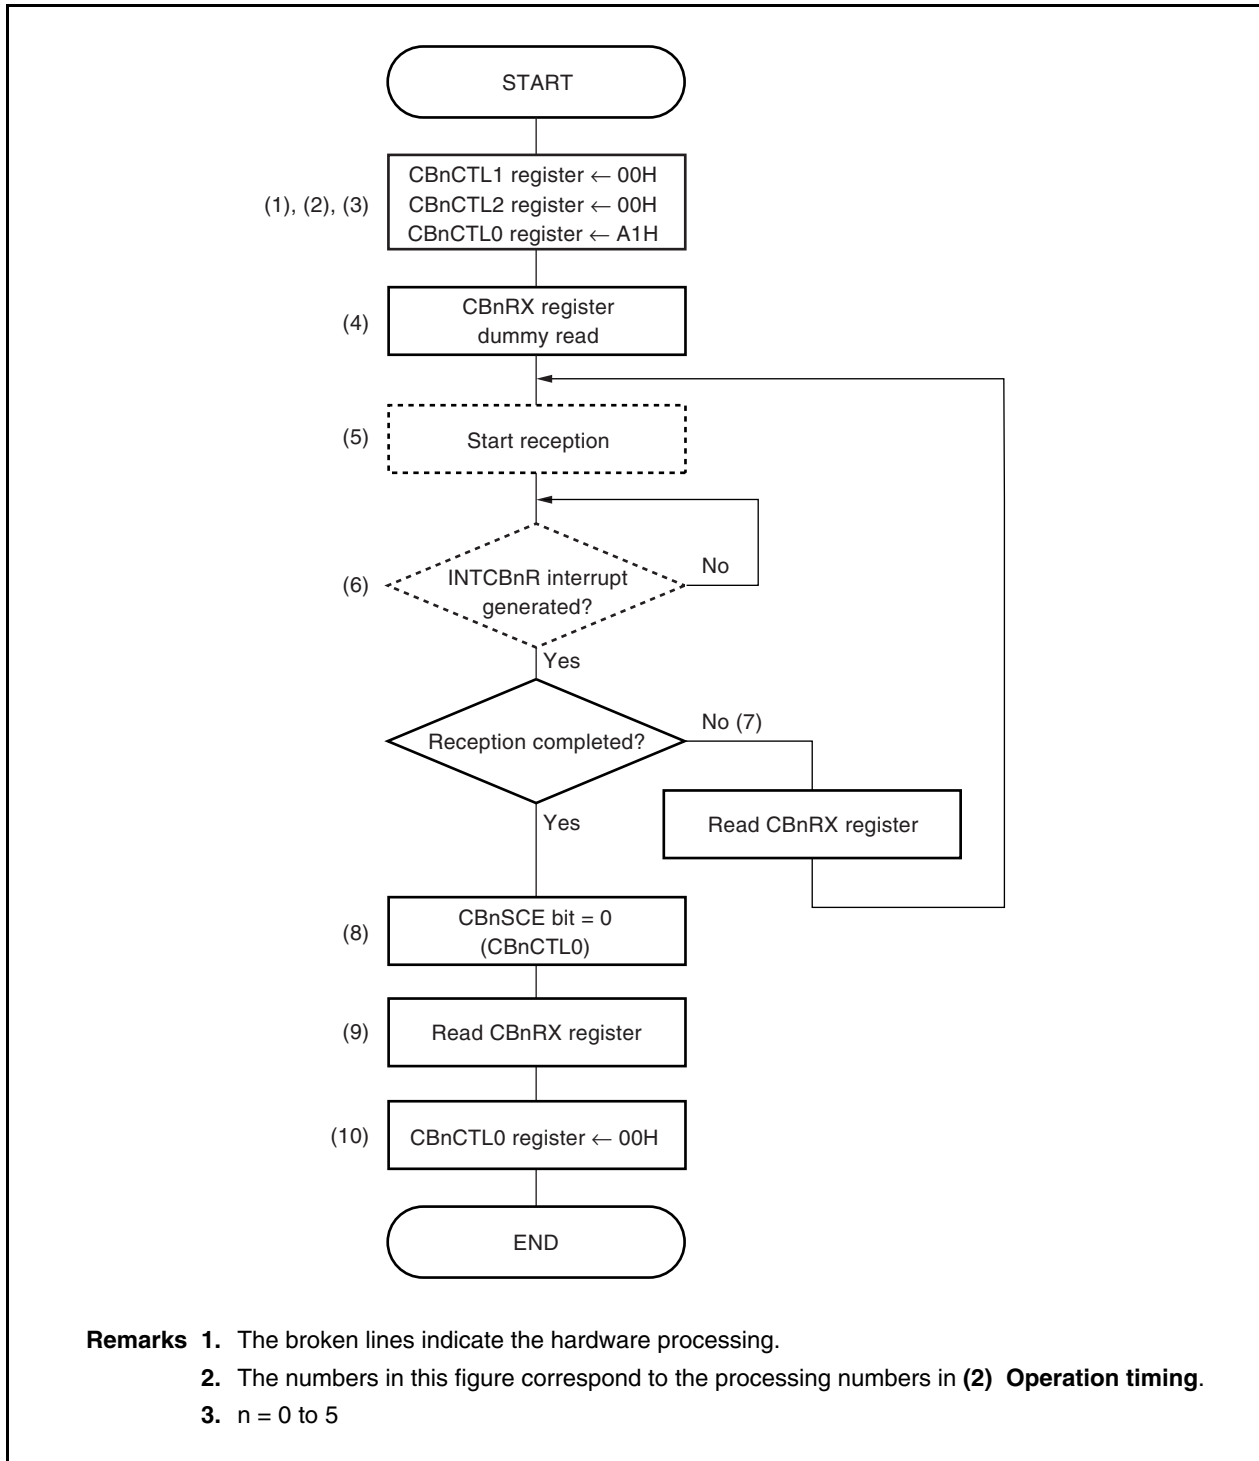 START
CBnCTL1 register ← 00H
(1), (2), (3) CBnCTL2 register ← 00H
CBnCTL0 register ← A1H
CBnRX register
(4)
dummy read
(5) Start reception
INTCBnR interrupt
generated?
(6)
No
Yes
Reception completed?
No (7)
Read CBnRX register
Yes
CBnSCE bit = 0
(8)
(CBnCTL0)
(9) Read CBnRX register
(10) CBnCTL0 register ← 00H
END
Remarks 1. The broken lines indicate the hardware processing.
2. The numbers in this figure correspond to the processing numbers in (2) Operation timing.
3. n = 0 to 5